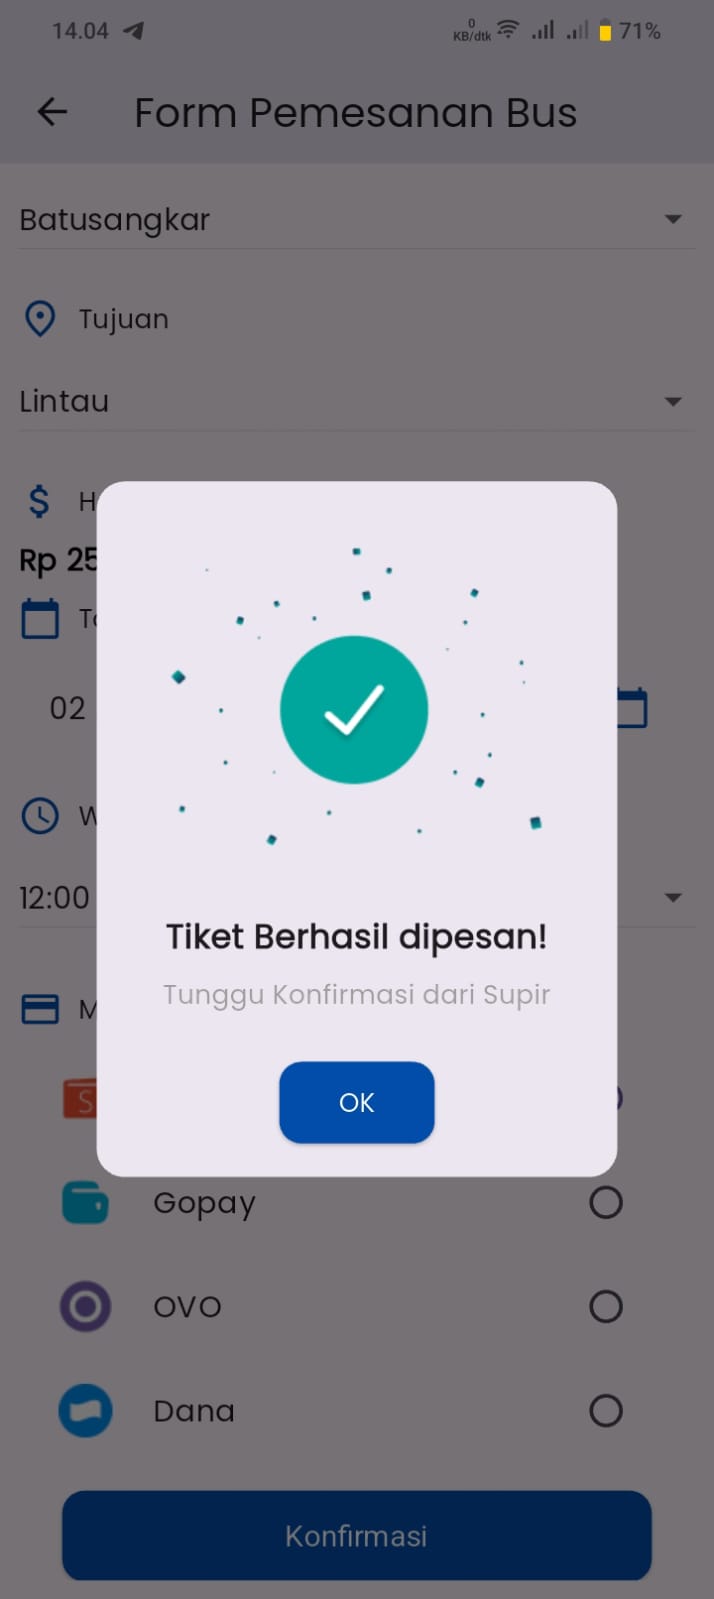 14.04
0
KB/dtk
71%
Form Pemesanan Bus
Batusangkar
Tujuan
Lintau
Rp 25
02
12:00
Tiket Berhasil dipesan!
Tunggu Konfirmasi dari Supir
OK
Gopay
OVO
Dana
Konfirmasi